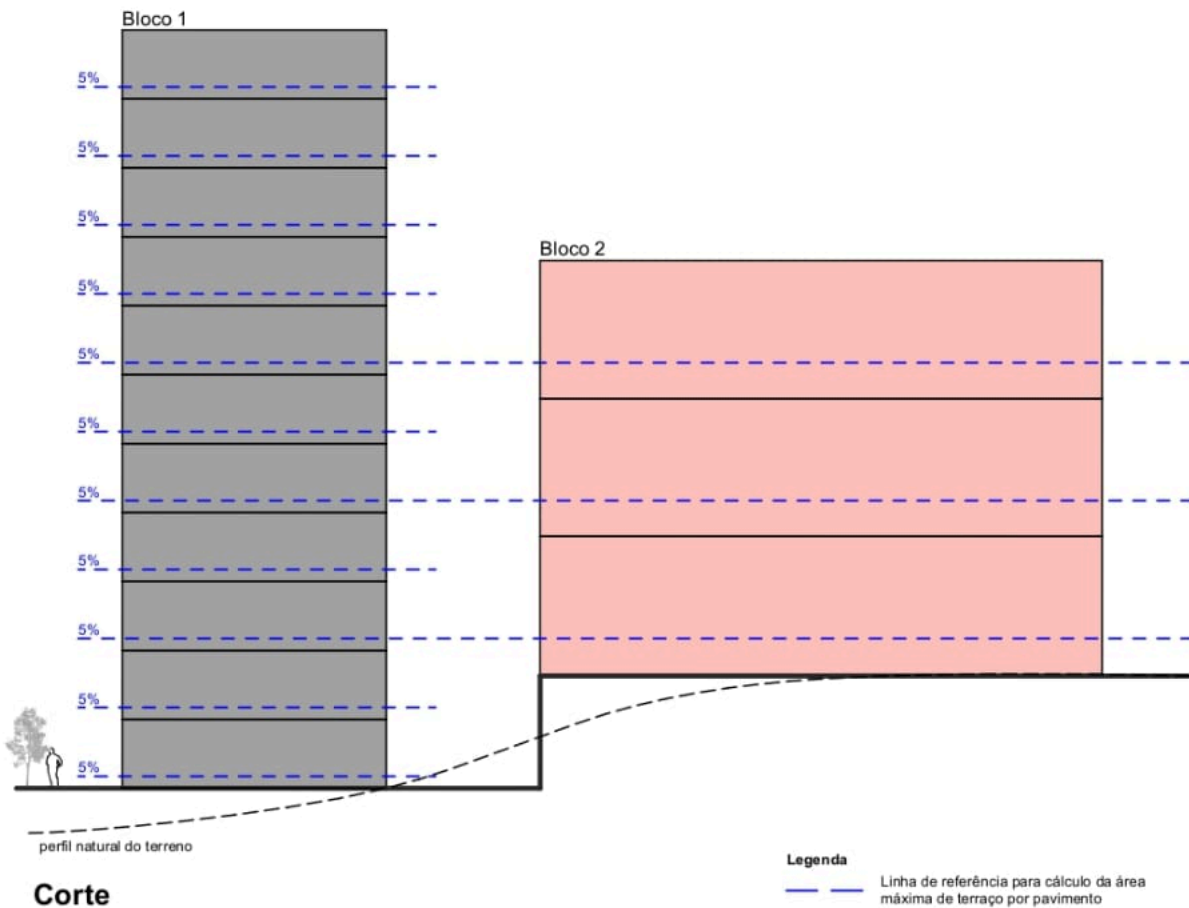 Bloco 1
5%
5%
5%
5%
Bloco 2
5%
5%
5%
5%
5%
5%
5%
perfil natural do terreno
Corte
Legenda
Linha de referência para cálculo da área
máxima de terraço por pavimento